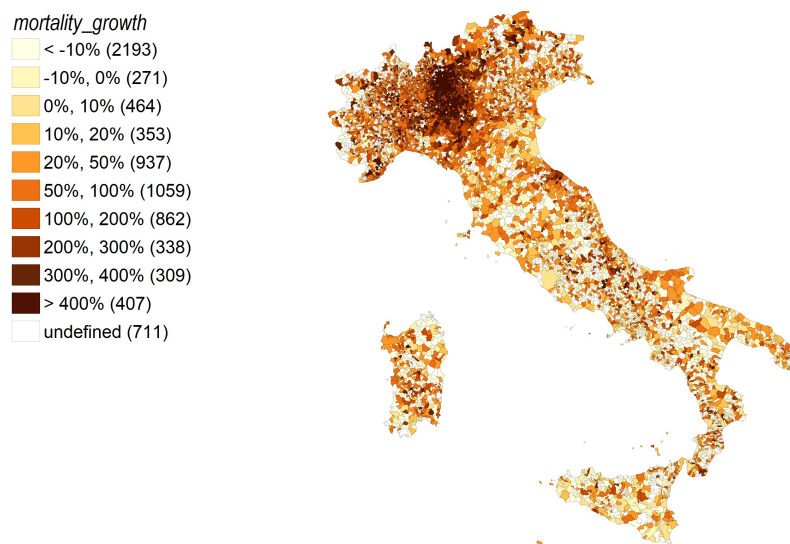 mortality_growth
< -10% (2193)
-10%, 0% (271)
0%, 10% (464)
10%, 20% (353)
20%, 50% (937)
50%, 100% (1059)
100%, 200% (862)
200%, 300% (338)
300%, 400% (309)
> 400% (407)
undefined (711)